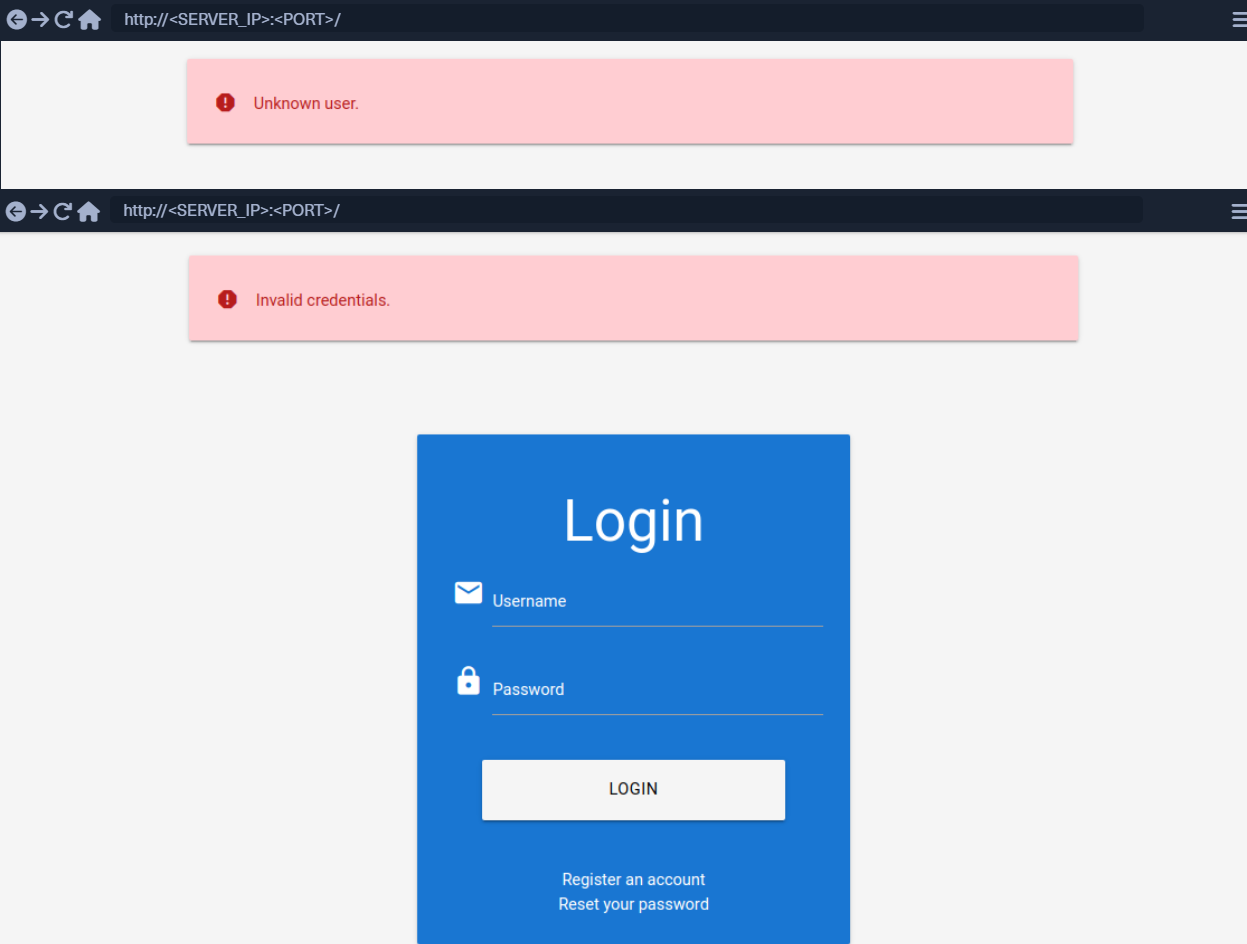 http://<SERVER_IP>:<PORT>/
Unknown user.
http://<SERVER_IP>:<PORT>/
Invalid credentials.
Login
Username
Password
LOGIN
Register an account
Reset your password